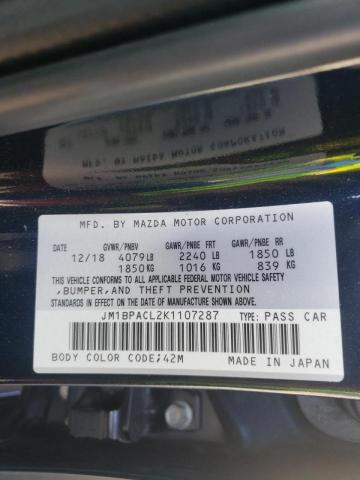 MFD. BY MAZDA MOTOR CORPORATION
DATE GVWR/PNBV GAWR/PNBE FRT GAWR/PNBE RR
12/18 4079LB 2240 LB 1850 LB
1850KG 1016 KG 839 KG
THIS VEHICLE CONFORMS TO ALL APPLICABLE FEDERAL MOTOR VEHICLE SAFETY
,BUMPER,AND THEFT PREVENTION
STANDARDS IN EFFECT ON THE DATE OF MANUFACTURE SHOWN ABOVE.
JM1BPACL2K1107287 TYPE: PASS CAR
BODY COLOR CODE;42M MADE IN JAPAN